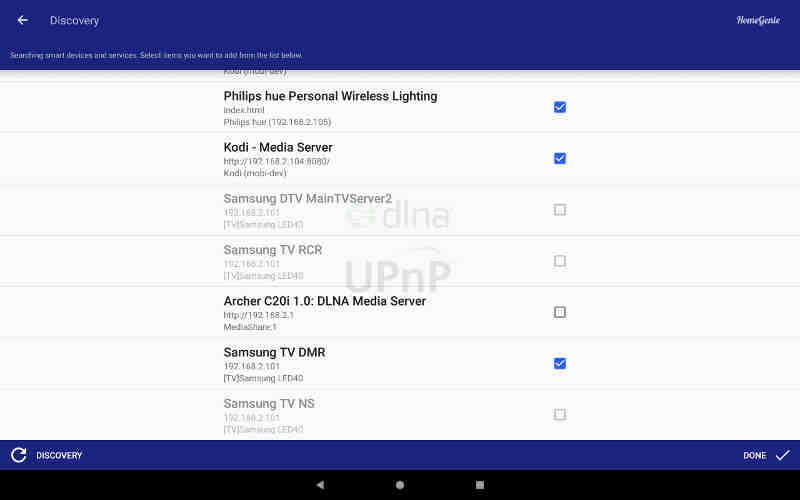 Discovery
HomeGenie
Searching smart devices and services. Select items you want to add from the list below.
Kodi (mobi-dev)
Philips hue Personal Wireless Lighting
index.html
Philips hue (192.168.2.105)
Kodi - Media Server
http://192.168.2.104:8080/
Kodi (mobi-dev)
Samsung DTV MainTVServer2
192.168.2.101
[TV]Samsung LED40
dlna
Samsung TV RCR
192.168.2.101
[TV]Samsung LED40
UPnP
Archer C20i 1.0: DLNA Media Server
http://192.168.2.1
MediaShare:1
Samsung TV DMR
192.168.2.101
[TV]Samsung LED40
Samsung TV NS
192.168.2.101
[TV]Samsung LED40
DISCOVERY
DONE